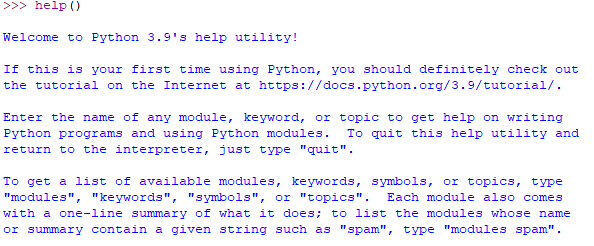 >>> help()
Welcome to Python 3.9's help utility!
If this is your first time using Python, you should definitely check out
the tutorial on the Internet at https://docs.python.org/3.9/tutorial/.
Enter the name of any module, keyword, or topic to get help on writing
Python programs and using Python modules.  To quit this help utility and
return to the interpreter, just type "quit".
To get a list of available modules, keywords, symbols, or topics, type
"modules", "keywords", "symbols", or "topics".  Each module also comes
with a one-line summary of what it does; to list the modules whose name
or summary contain a given string such as "spam", type "modules spam".